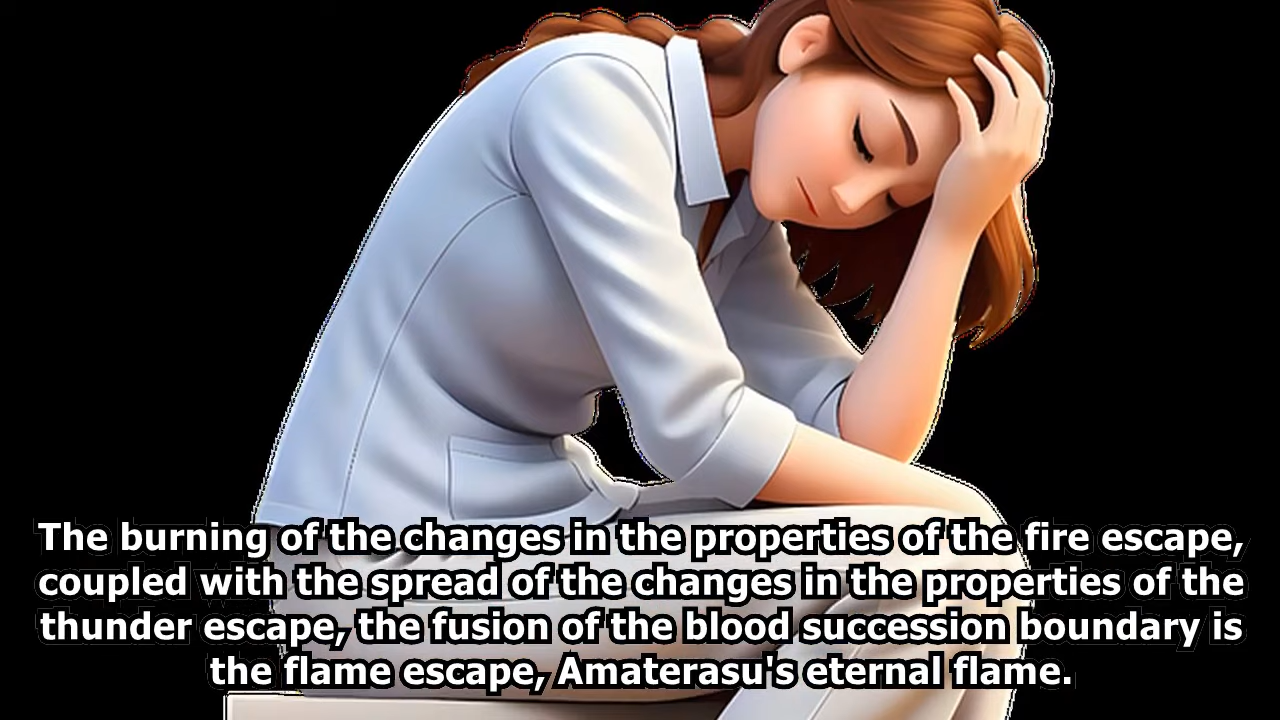 The burning of the changes in the properties of the fire escape,
coupled with the spread of the changes in the properties of the
thunder escape, the fusion of the blood succession boundary is
the flame escape, Amaterasu's eternal flame.